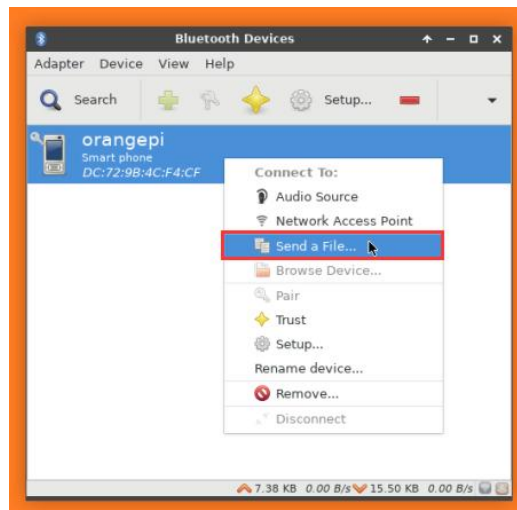 Bluetooth Devices
Adapter Device View Help
Search Setup...
orangepi
Smart phone
DC:72:9B:4C:F4:CF
Connect To:
Audio Source
Network Access Point
Send a File...
Browse Device...
Pair
Trust
Setup...
Rename device...
Remove...
Disconnect
7.38 KB 0.00 B/s 15.50 KB 0.00 B/s